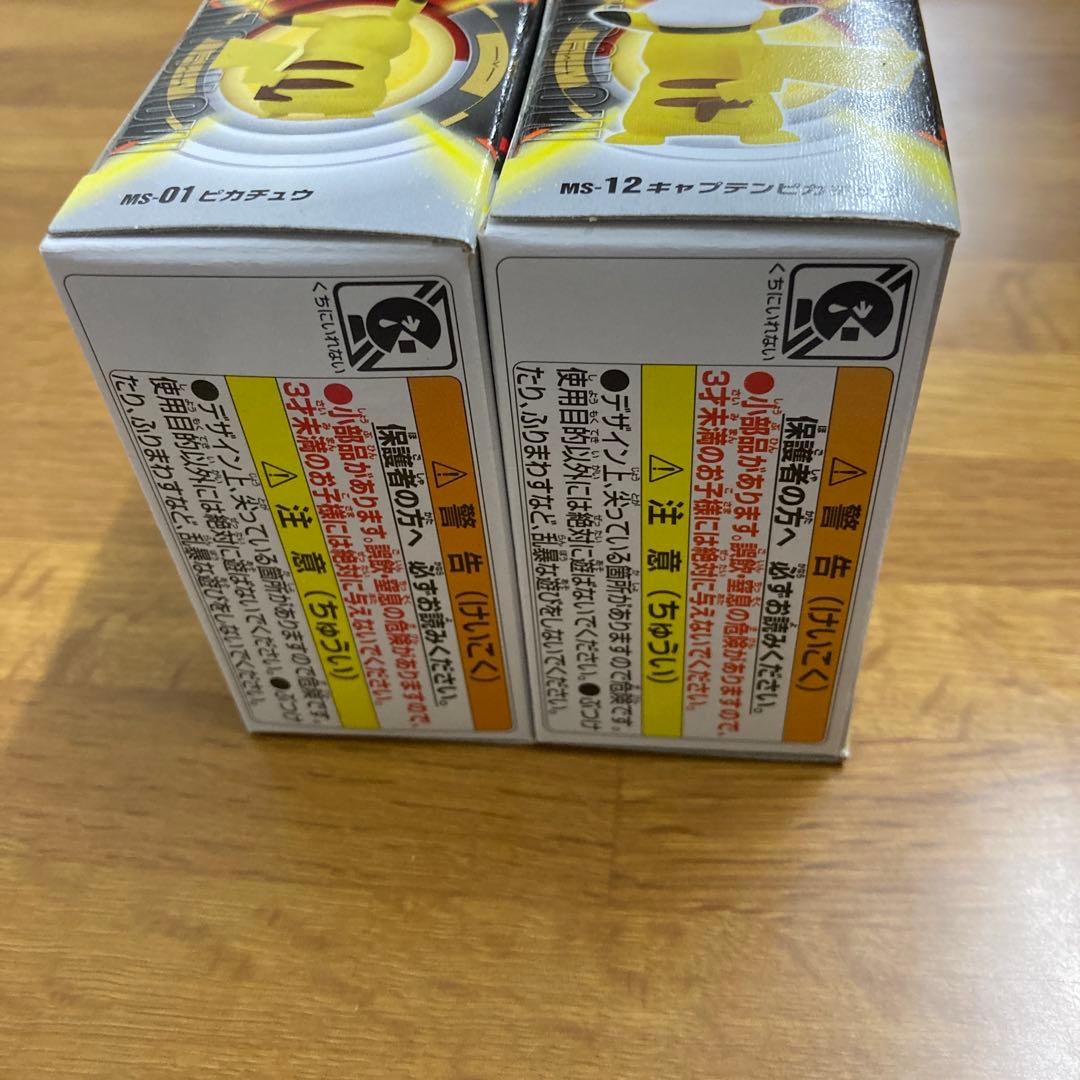 MS-01 ピカチュウ
くちにいれない
警告(けいこく)
保護者の方へ 必ずお読みください。
●小部品があります。誤飲・窒息の危険がありますので、
3才未満のお子様には絶対に与えないでください。
注意(ちゅうい)
●デザイン上、尖っている箇所がありますので危険です。
使用目的以外には絶対に遊ばないでください。●ぶつけ
たり、ふりまわすなど、乱暴な遊びをしないでください。
MS-12 キャプテンピカチュウ
くちにいれない
警告(けいこく)
保護者の方へ 必ずお読みください。
●小部品があります。誤飲・窒息の危険がありますので、
3才未満のお子様には絶対に与えないでください。
注意(ちゅうい)
●デザイン上、尖っている箇所がありますので危険です。
使用目的以外には絶対に遊ばないでください。●ぶつけ
たり、ふりまわすなど、乱暴な遊びをしないでください。